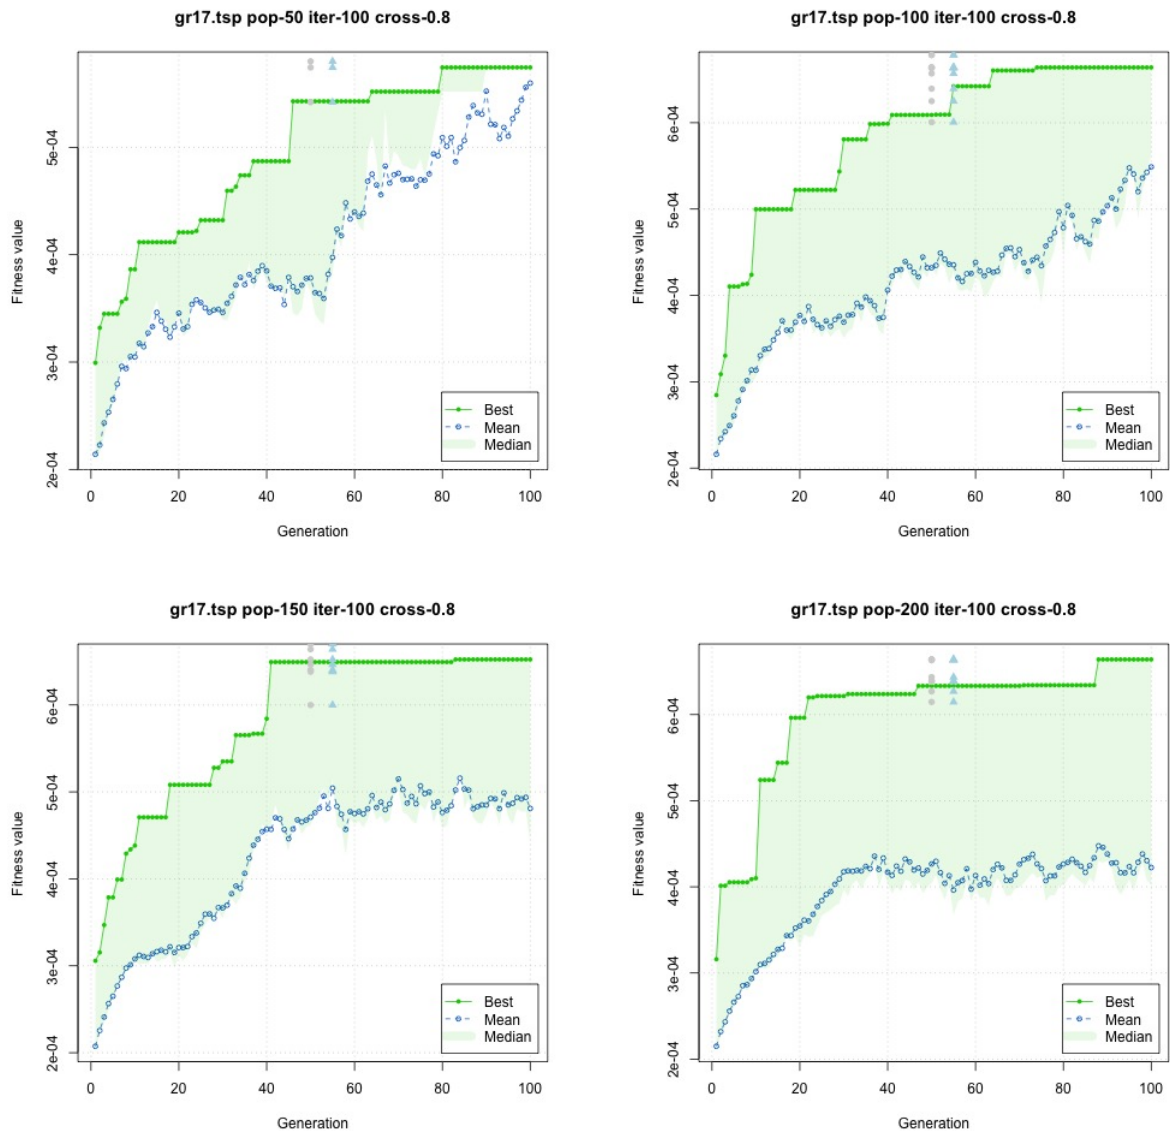 gr17.tsp pop-50 iter-100 cross-0.8
Fitness value
5e-04
4e-04
3e-04
2e-04
Best
Mean
Median
0 20 40 60 80 100
Generation
gr17.tsp pop-100 iter-100 cross-0.8
Fitness value
6e-04
5e-04
4e-04
3e-04
2e-04
Best
Mean
Median
0 20 40 60 80 100
Generation
gr17.tsp pop-150 iter-100 cross-0.8
Fitness value
6e-04
5e-04
4e-04
3e-04
2e-04
Best
Mean
Median
0 20 40 60 80 100
Generation
gr17.tsp pop-200 iter-100 cross-0.8
Fitness value
6e-04
5e-04
4e-04
3e-04
2e-04
Best
Mean
Median
0 20 40 60 80 100
Generation